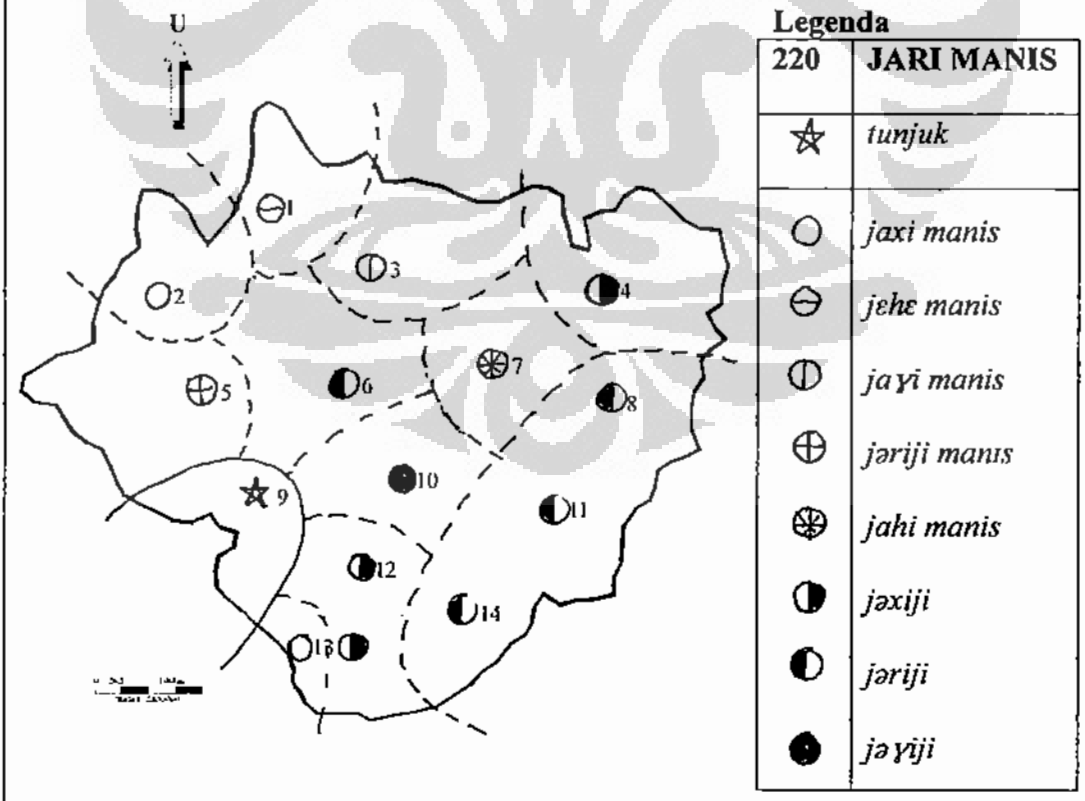 U
Legenda
220 JARI MANIS
tunjuk
jaxi manis
jɛhɛ manis
jaɣi manis
jəriji manis
jahi manis
jəxiji
jəriji
jəɣiji
1
2
3
4
5
6
7
8
9
10
11
12
13
14